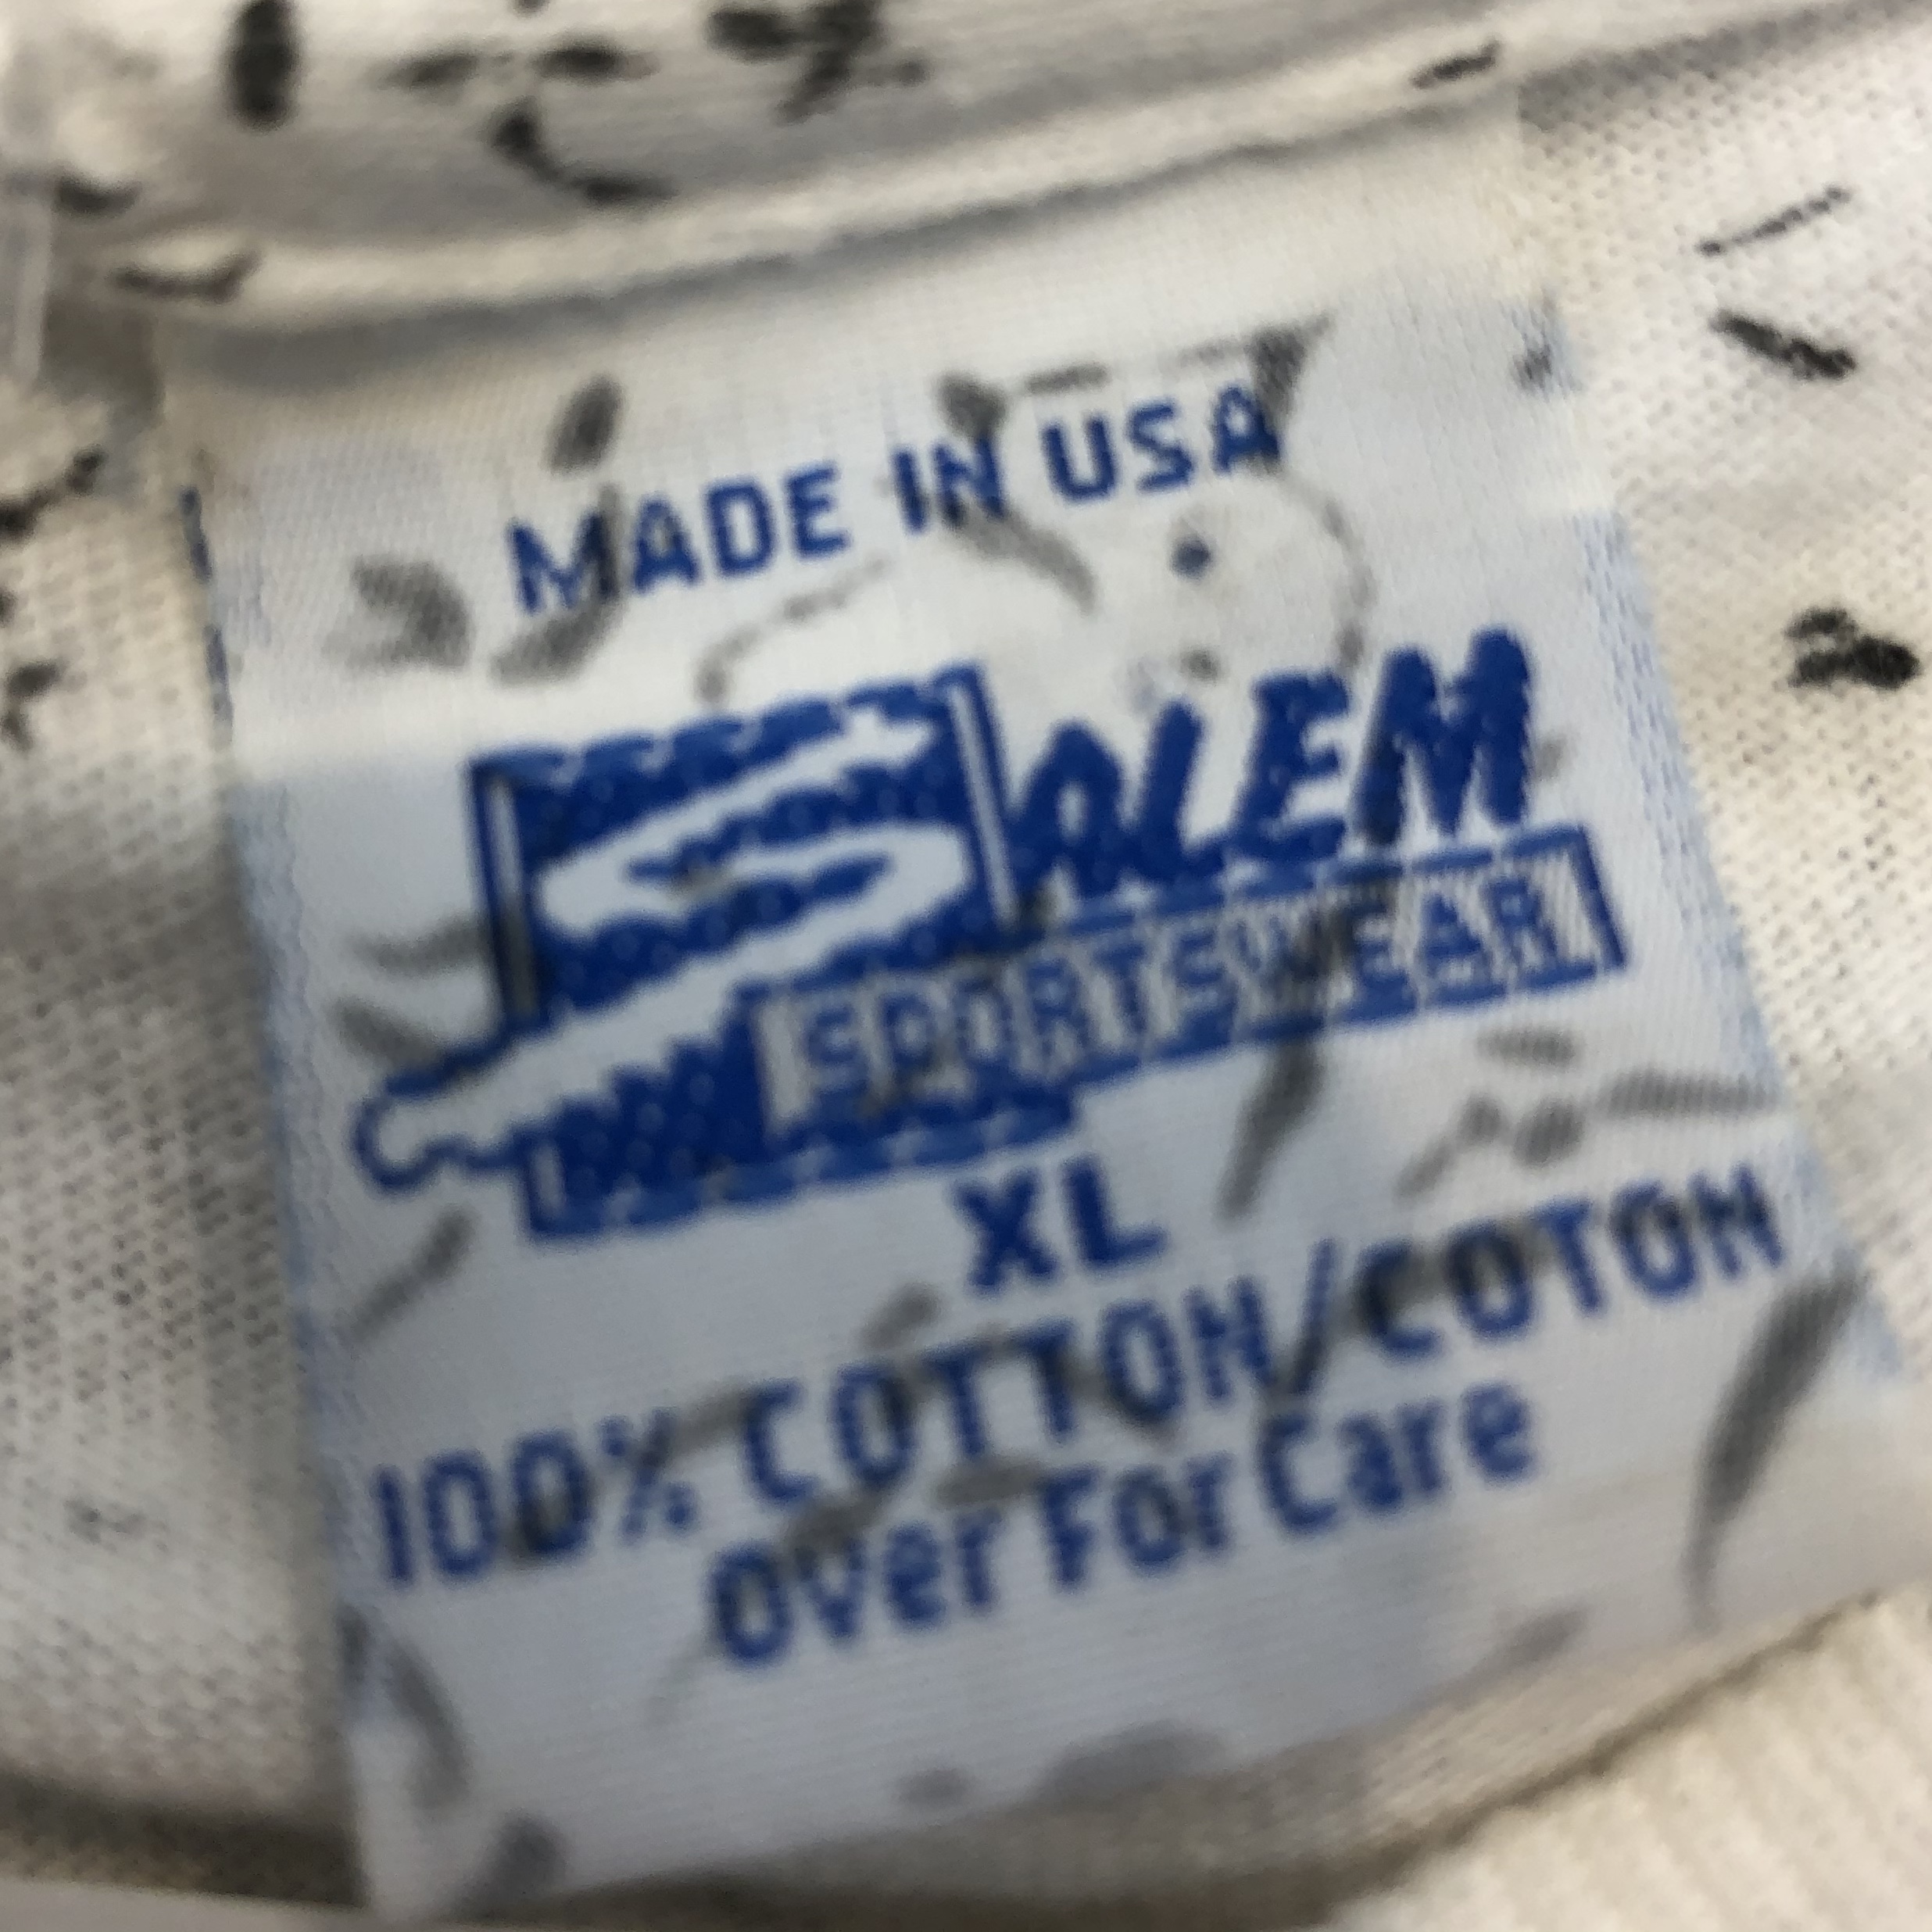 MADE IN USA
SALEM
SPORTSWEAR
XL
100% COTTON/COTON
Over For Care